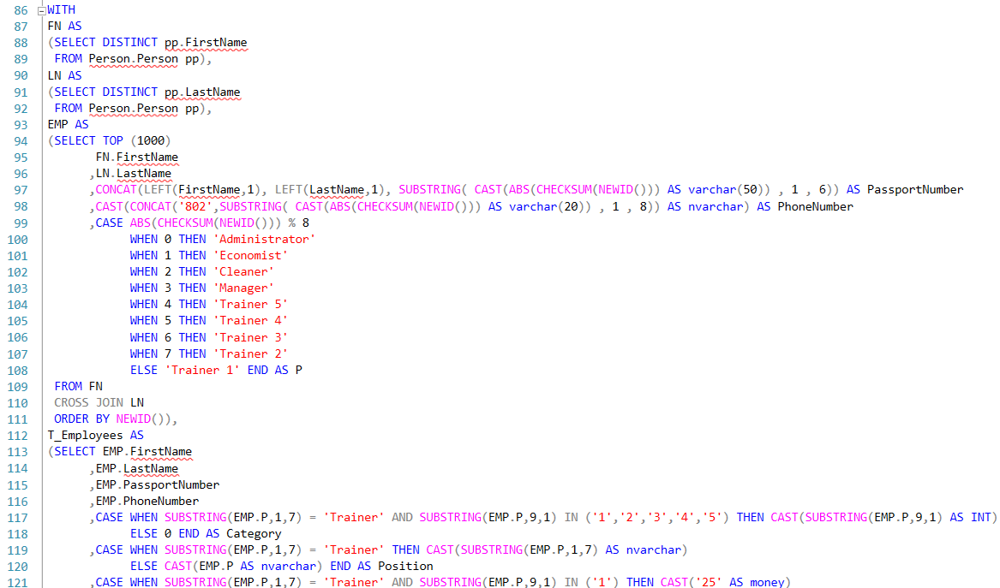 86 WITH
87 FN AS
88 (SELECT DISTINCT pp.FirstName
89 FROM Person.Person pp),
90 LN AS
91 (SELECT DISTINCT pp.LastName
92 FROM Person.Person pp),
93 EMP AS
94 (SELECT TOP (1000)
95 FN.FirstName
96 ,LN.LastName
97 ,CONCAT(LEFT(FirstName,1), LEFT(LastName,1), SUBSTRING( CAST(ABS(CHECKSUM(NEWID())) AS varchar(50)) , 1 , 6)) AS PassportNumber
98 ,CAST(CONCAT('802',SUBSTRING( CAST(ABS(CHECKSUM(NEWID())) AS varchar(20)) , 1 , 8)) AS nvarchar) AS PhoneNumber
99 ,CASE ABS(CHECKSUM(NEWID())) % 8
100 WHEN 0 THEN 'Administrator'
101 WHEN 1 THEN 'Economist'
102 WHEN 2 THEN 'Cleaner'
103 WHEN 3 THEN 'Manager'
104 WHEN 4 THEN 'Trainer 5'
105 WHEN 5 THEN 'Trainer 4'
106 WHEN 6 THEN 'Trainer 3'
107 WHEN 7 THEN 'Trainer 2'
108 ELSE 'Trainer 1' END AS P
109 FROM FN
110 CROSS JOIN LN
111 ORDER BY NEWID()),
112 T_Employees AS
113 (SELECT EMP.FirstName
114 ,EMP.LastName
115 ,EMP.PassportNumber
116 ,EMP.PhoneNumber
117 ,CASE WHEN SUBSTRING(EMP.P,1,7) = 'Trainer' AND SUBSTRING(EMP.P,9,1) IN ('1','2','3','4','5') THEN CAST(SUBSTRING(EMP.P,9,1) AS INT)
118 ELSE 0 END AS Category
119 ,CASE WHEN SUBSTRING(EMP.P,1,7) = 'Trainer' THEN CAST(SUBSTRING(EMP.P,1,7) AS nvarchar)
120 ELSE CAST(EMP.P AS nvarchar) END AS Position
121 ,CASE WHEN SUBSTRING(EMP.P,1,7) = 'Trainer' AND SUBSTRING(EMP.P,9,1) IN ('1') THEN CAST('25' AS money)